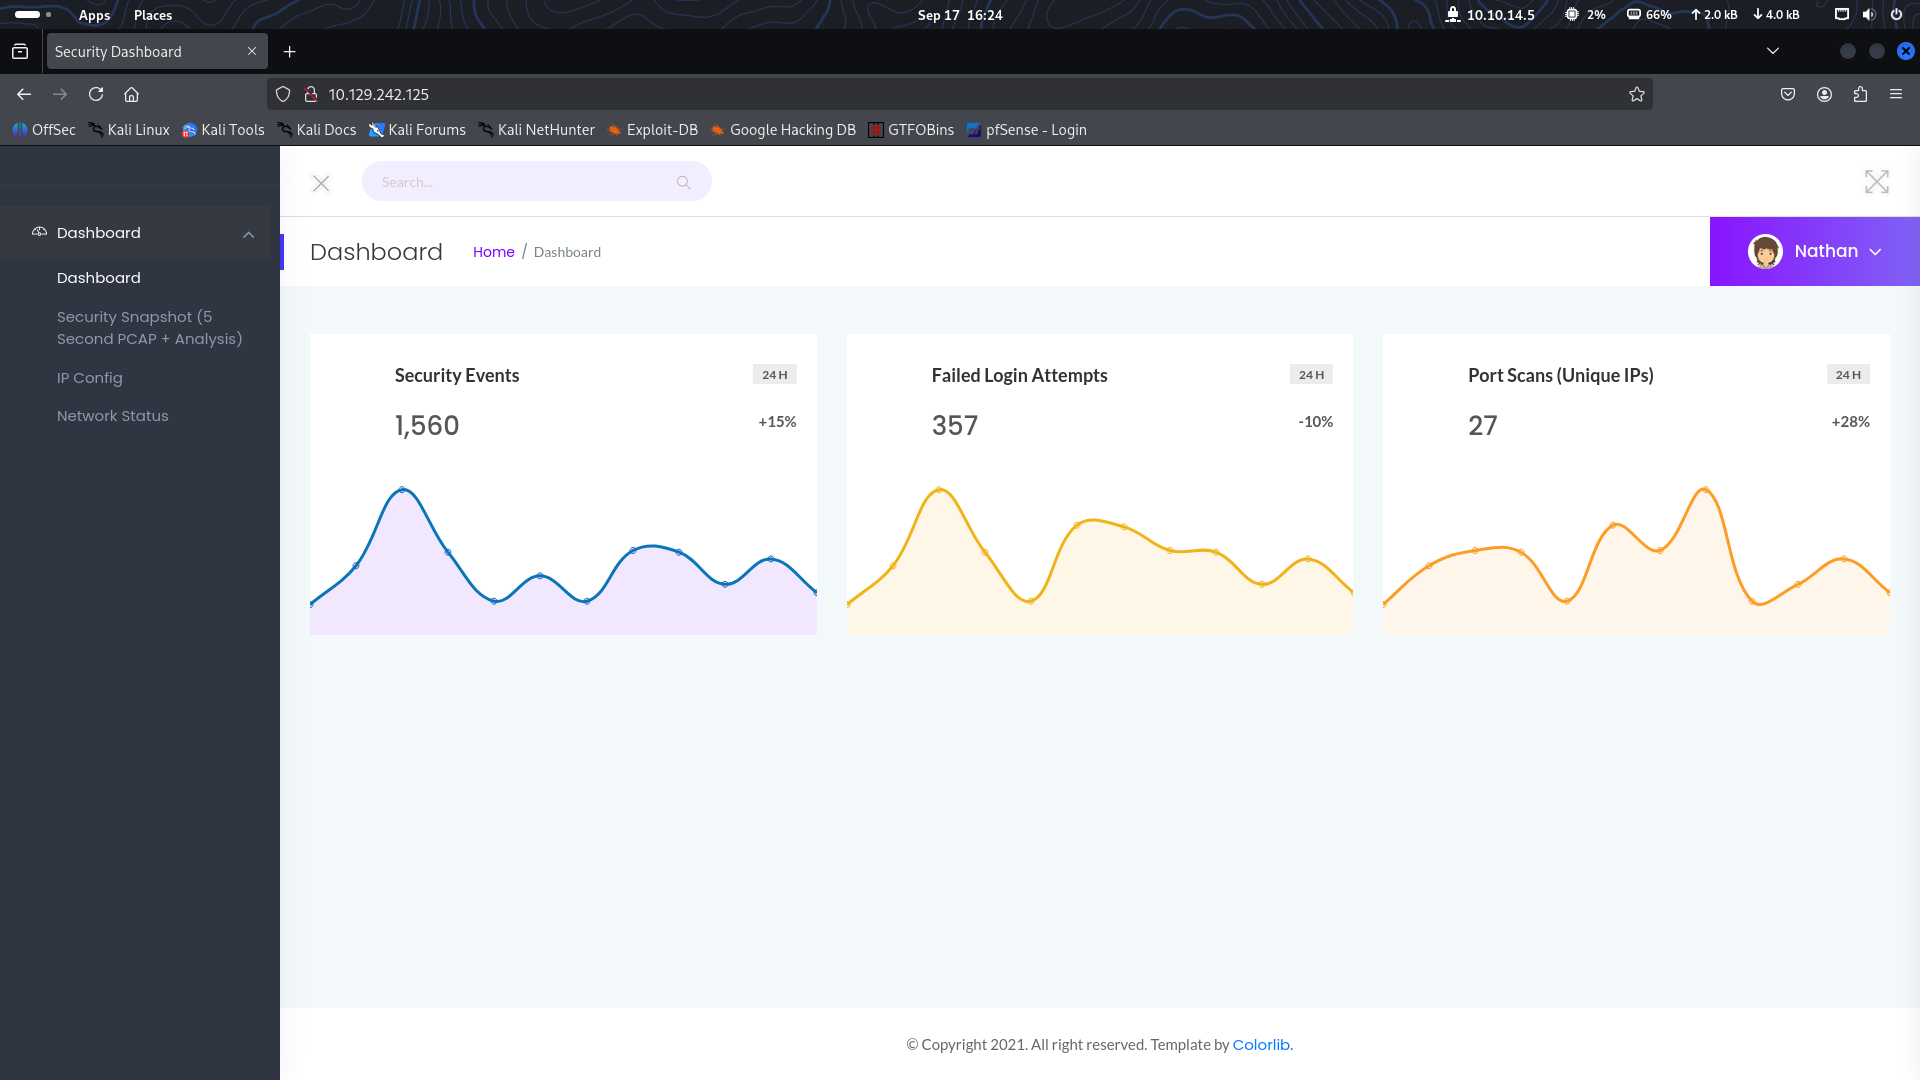 Apps Places Sep 17 16:24 10.10.14.5 2% 66% 2.0 kB 4.0 kB
Security Dashboard
10.129.242.125
OffSec Kali Linux Kali Tools Kali Docs Kali Forums Kali NetHunter Exploit-DB Google Hacking DB GTFOBins pfSense - Login
Search...
Dashboard
Dashboard
Security Snapshot (5
Second PCAP + Analysis)
IP Config
Network Status
Dashboard Home / Dashboard Nathan
Security Events 24 H
1,560 +15%
Failed Login Attempts 24 H
357 -10%
Port Scans (Unique IPs) 24 H
27 +28%
© Copyright 2021. All right reserved. Template by Colorlib.